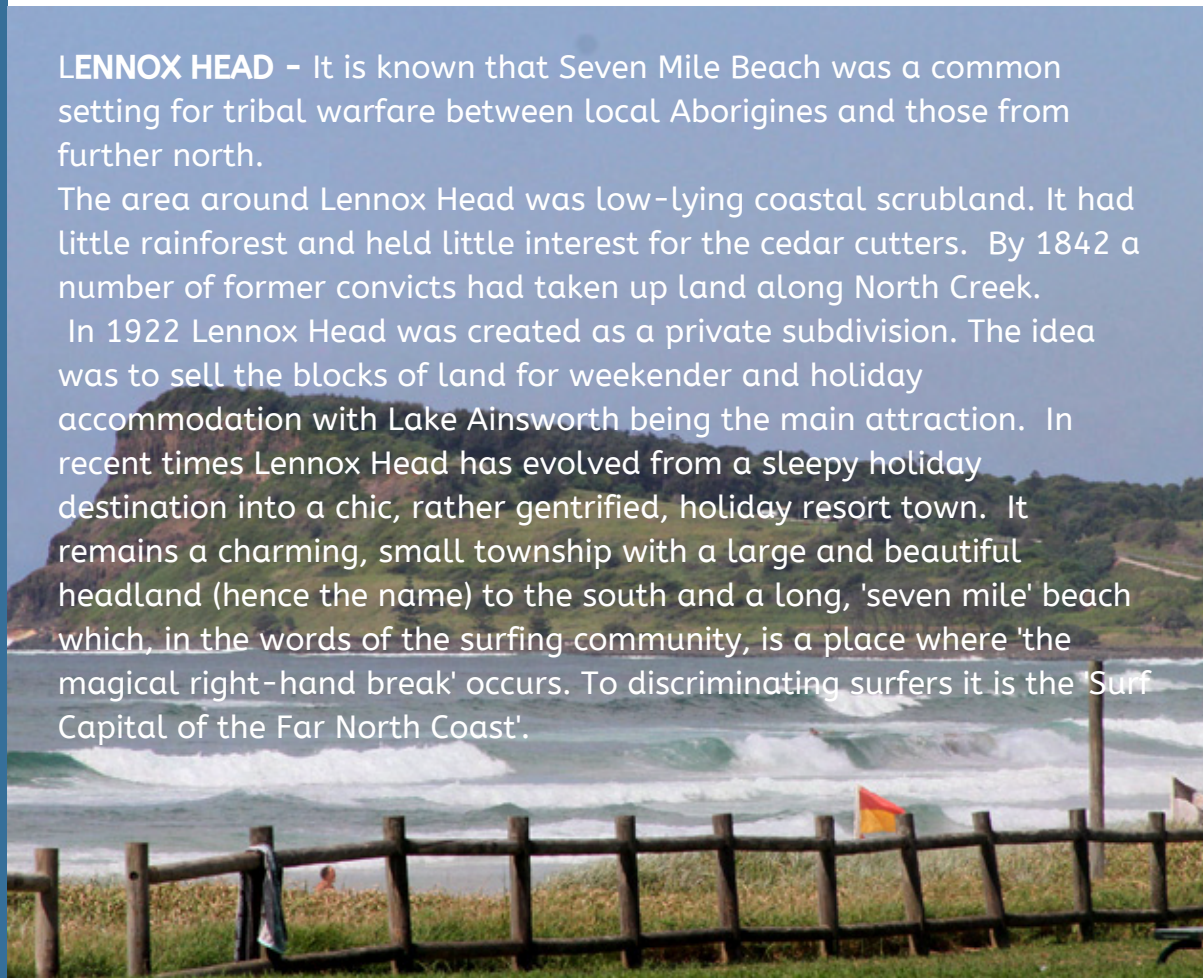 LENNOX HEAD - It is known that Seven Mile Beach was a common
setting for tribal warfare between local Aborigines and those from
further north.
The area around Lennox Head was low-lying coastal scrubland. It had
little rainforest and held little interest for the cedar cutters.  By 1842 a
number of former convicts had taken up land along North Creek.
 In 1922 Lennox Head was created as a private subdivision. The idea
was to sell the blocks of land for weekender and holiday
accommodation with Lake Ainsworth being the main attraction.  In
recent times Lennox Head has evolved from a sleepy holiday
destination into a chic, rather gentrified, holiday resort town.  It
remains a charming, small township with a large and beautiful
headland (hence the name) to the south and a long, 'seven mile' beach
which, in the words of the surfing community, is a place where 'the
magical right-hand break' occurs. To discriminating surfers it is the 'Surf
Capital of the Far North Coast'.